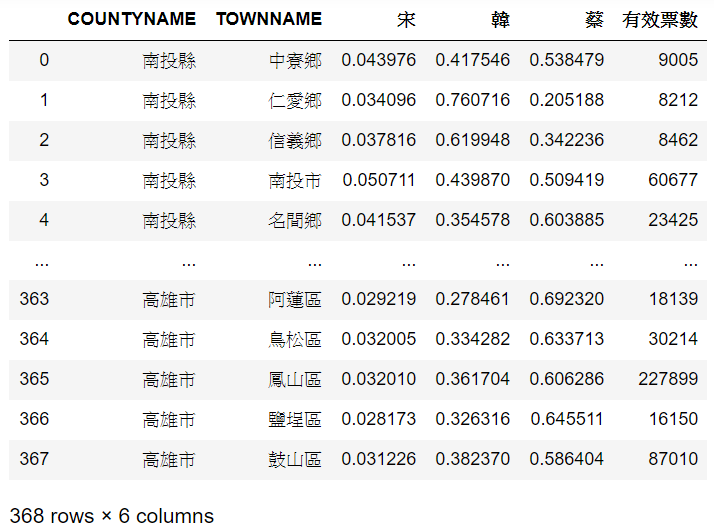 COUNTYNAME TOWNNAME 宋 韓 蔡 有效票數
0 南投縣 中寮鄉 0.043976 0.417546 0.538479 9005
1 南投縣 仁愛鄉 0.034096 0.760716 0.205188 8212
2 南投縣 信義鄉 0.037816 0.619948 0.342236 8462
3 南投縣 南投市 0.050711 0.439870 0.509419 60677
4 南投縣 名間鄉 0.041537 0.354578 0.603885 23425
... ... ... ... ... ... ...
363 高雄市 阿蓮區 0.029219 0.278461 0.692320 18139
364 高雄市 鳥松區 0.032005 0.334282 0.633713 30214
365 高雄市 鳳山區 0.032010 0.361704 0.606286 227899
366 高雄市 鹽埕區 0.028173 0.326316 0.645511 16150
367 高雄市 鼓山區 0.031226 0.382370 0.586404 87010
368 rows × 6 columns